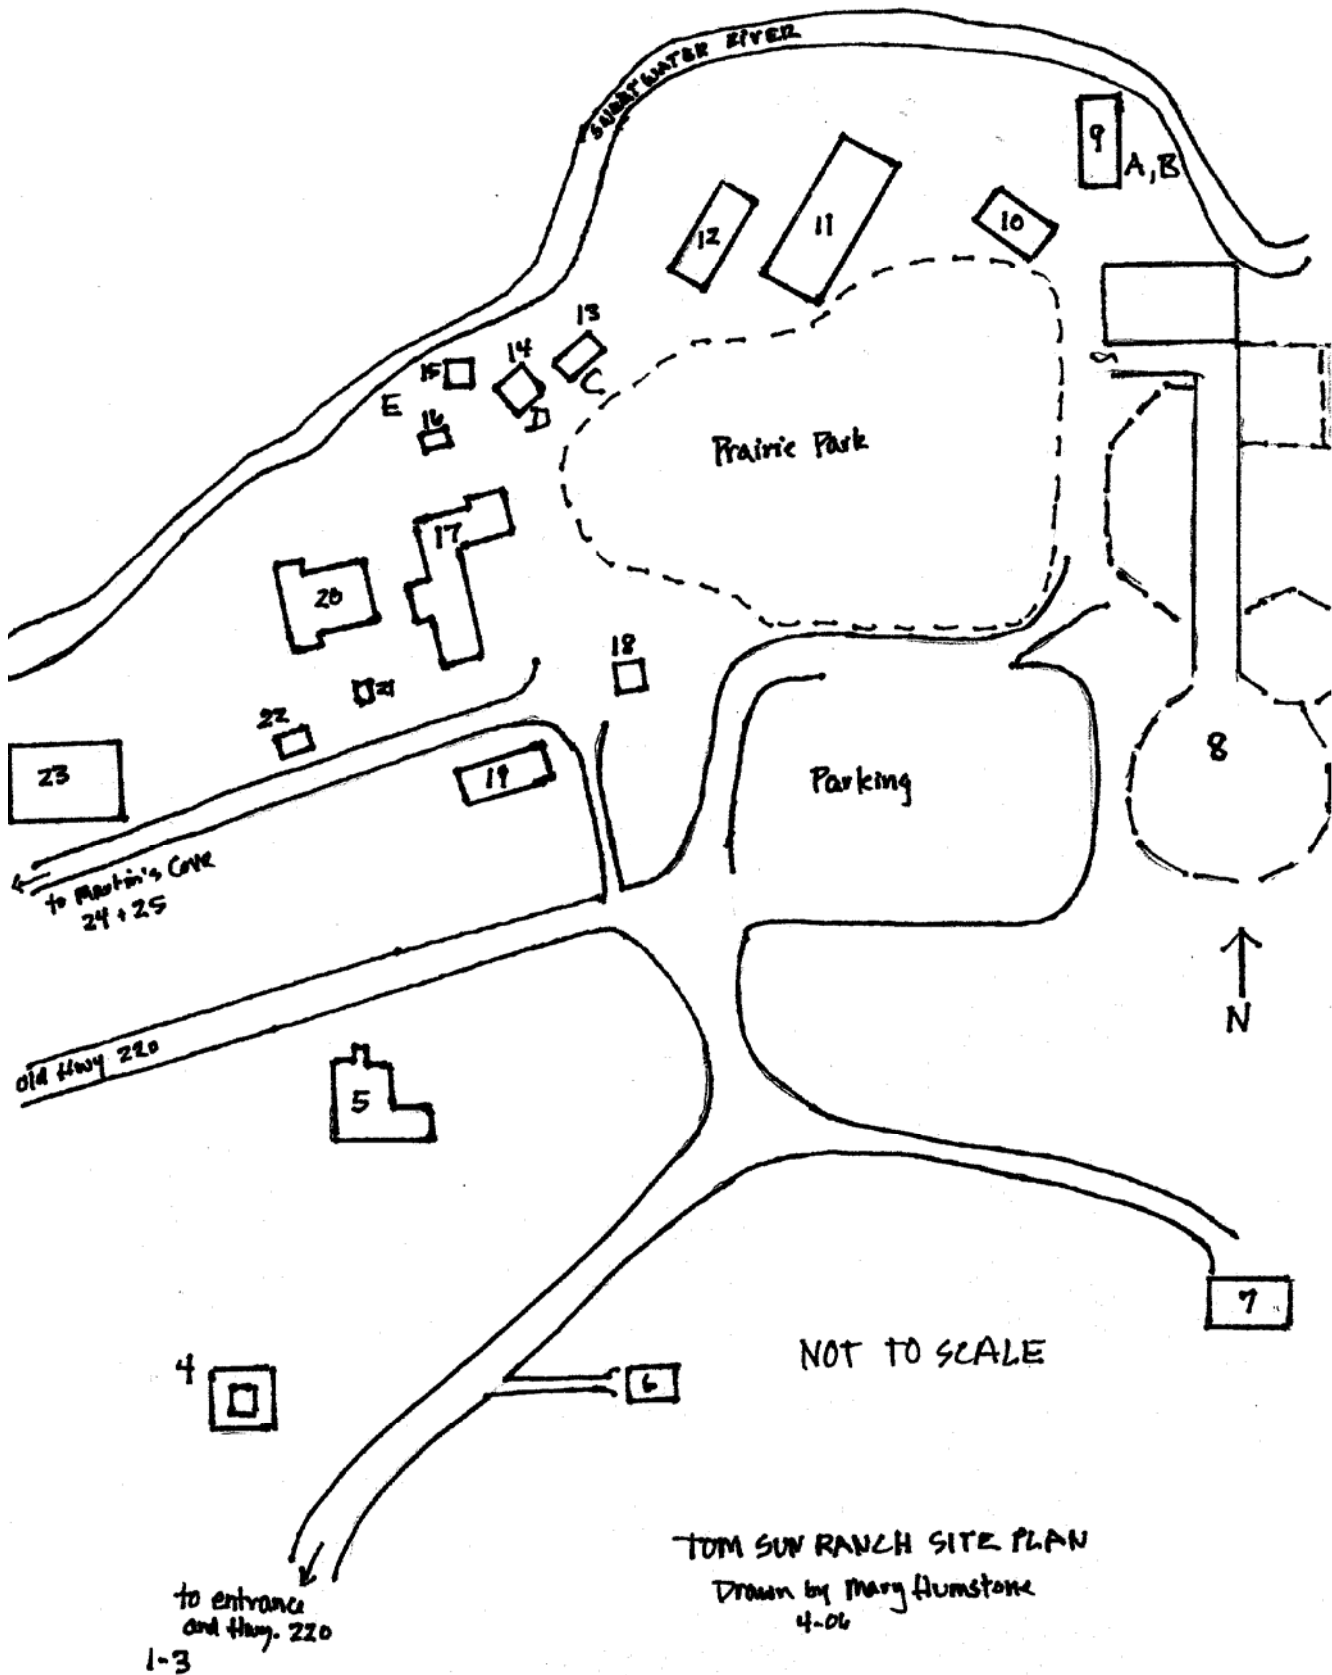 SWEETWATER RIVER
9
A, B
12
11
10
13
15
14
C
E
D
16
Prairie Park
8
17
20
18
21
22
23
19
8
Parking
to Martin's Cove
24 + 25
N
Old Hwy 220
5
7
4
NOT TO SCALE
6
TOM SUN RANCH SITE PLAN
Drawn by Mary Humstone
4-06
to entrance
and Hwy. 220
1-3